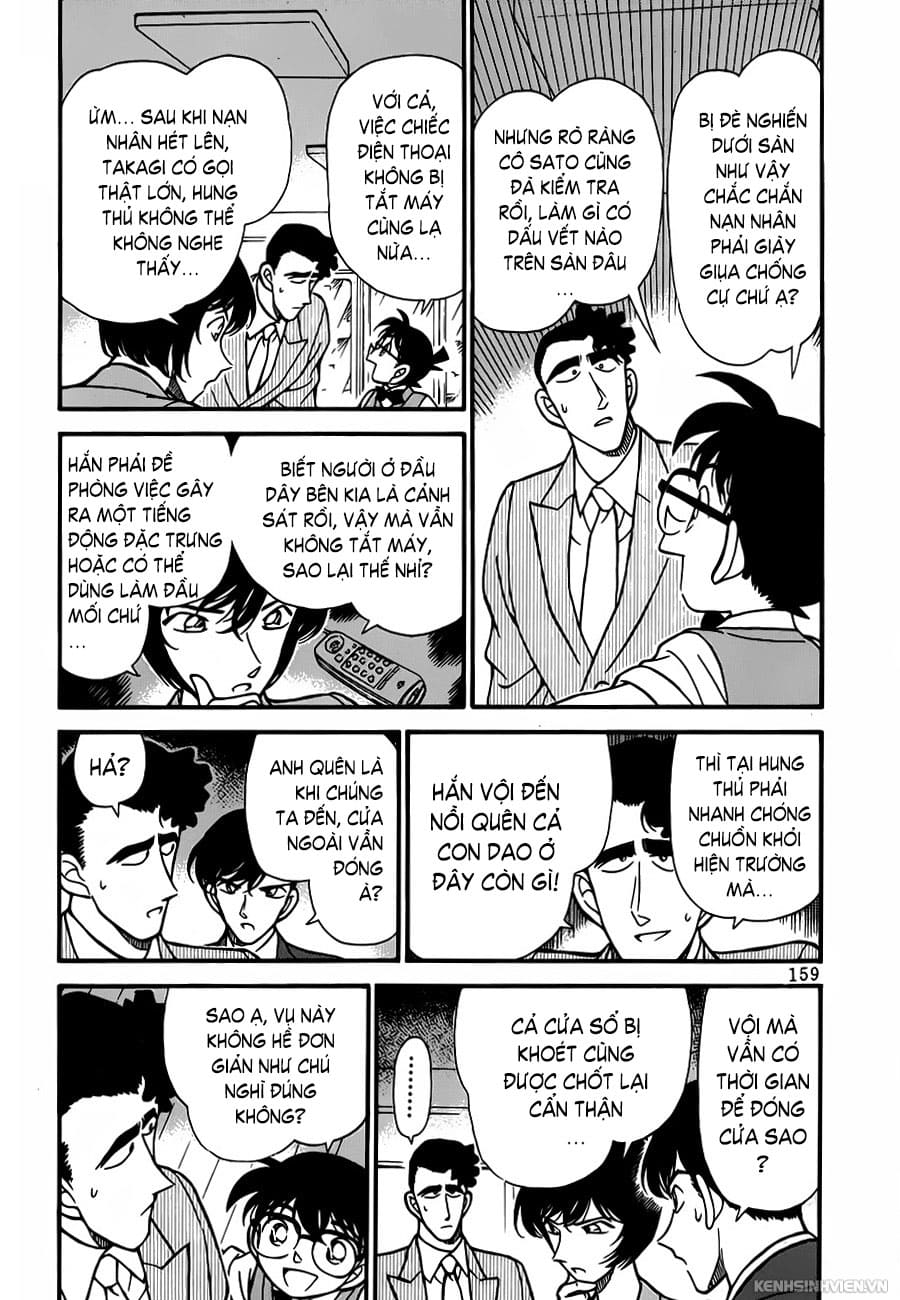 BỊ ĐÈ NGHIẾN
DƯỚI SÀN
NHƯ VẬY
CHẮC CHẮN
NẠN NHÂN
PHẢI GIÀY
GIỤA CHỐNG
CỰ CHỨ Ạ?
NHƯNG RÕ RÀNG
CÔ SATO CŨNG
ĐÃ KIỂM TRA
RỒI, LÀM GÌ CÓ
DẤU VẾT NÀO
TRÊN SÀN ĐÂU
...
VỚI CẢ,
VIỆC CHIẾC
ĐIỆN THOẠI
KHÔNG BỊ
TẮT MÁY
CŨNG LẠ
NỮA...
ỪM... SAU KHI NẠN
NHÂN HÉT LÊN,
TAKAGI CÓ GỌI
THẬT LỚN, HUNG
THỦ KHÔNG THỂ
KHÔNG NGHE
THẤY...
BIẾT NGƯỜI Ở ĐẦU
DÂY BÊN KIA LÀ CẢNH
SÁT RỒI, VẬY MÀ VẪN
KHÔNG TẮT MÁY,
SAO LẠI THẾ NHỈ?
HẮN PHẢI ĐỀ
PHÒNG VIỆC GÂY
RA MỘT TIẾNG
ĐỘNG ĐẶC TRƯNG
HOẶC CÓ THỂ
DÙNG LÀM ĐẦU
MỐI CHỨ
...
THÌ TẠI HUNG
THỦ PHẢI
NHANH CHÓNG
CHUỒN KHỎI
HIỆN TRƯỜNG
MÀ...
HẮN VỘI ĐẾN
NỖI QUÊN CẢ
CON DAO Ở
ĐÂY CÒN GÌ!
ANH QUÊN LÀ
KHI CHÚNG
TA ĐẾN, CỬA
NGOÀI VẪN
ĐÓNG
À?
HẢ?
159
VỘI MÀ
VẪN CÓ
THỜI GIAN
ĐỂ ĐÓNG
CỬA SAO
?
CẢ CỬA SỔ BỊ
KHOÉT CŨNG
ĐƯỢC CHỐT LẠI
CẨN THẬN
...
.........
SAO Ạ, VỤ NÀY
KHÔNG HỀ ĐƠN
GIẢN NHƯ CHÚ
NGHĨ ĐÚNG
KHÔNG?
KENHSINHVIEN.VN